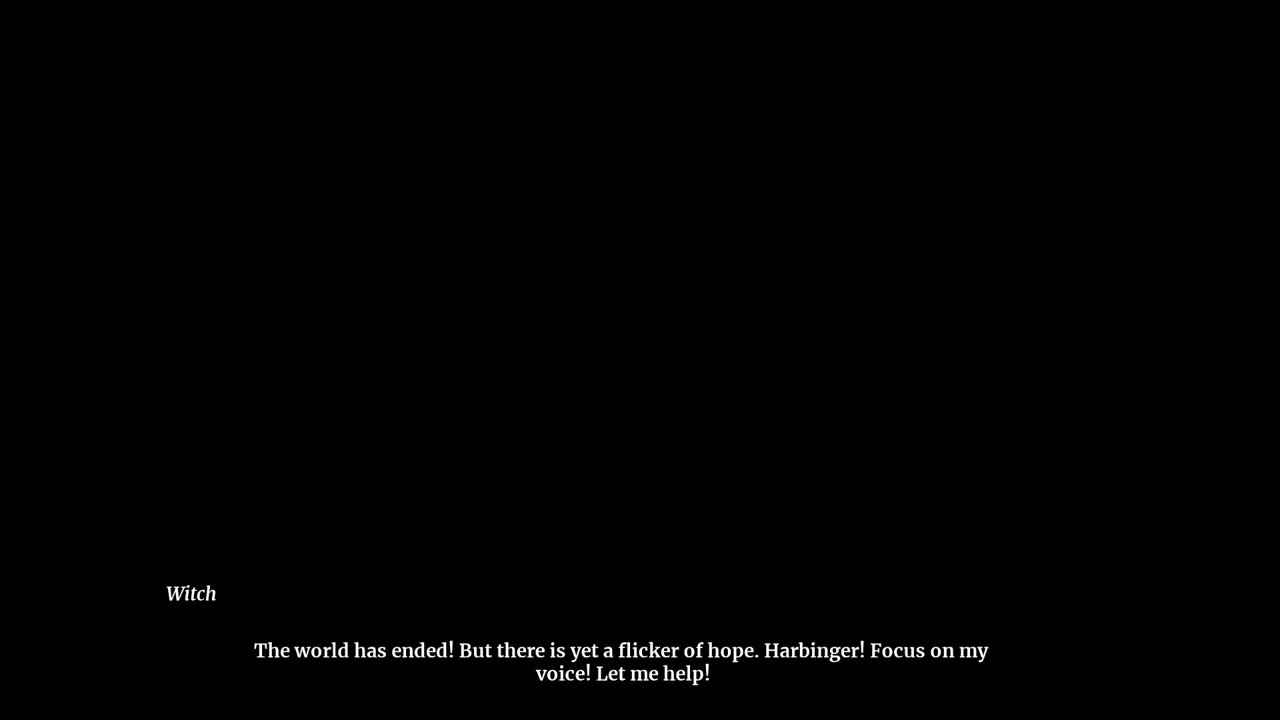 Witch
The world has ended! But there is yet a flicker of hope. Harbinger! Focus on my
voice! Let me help!